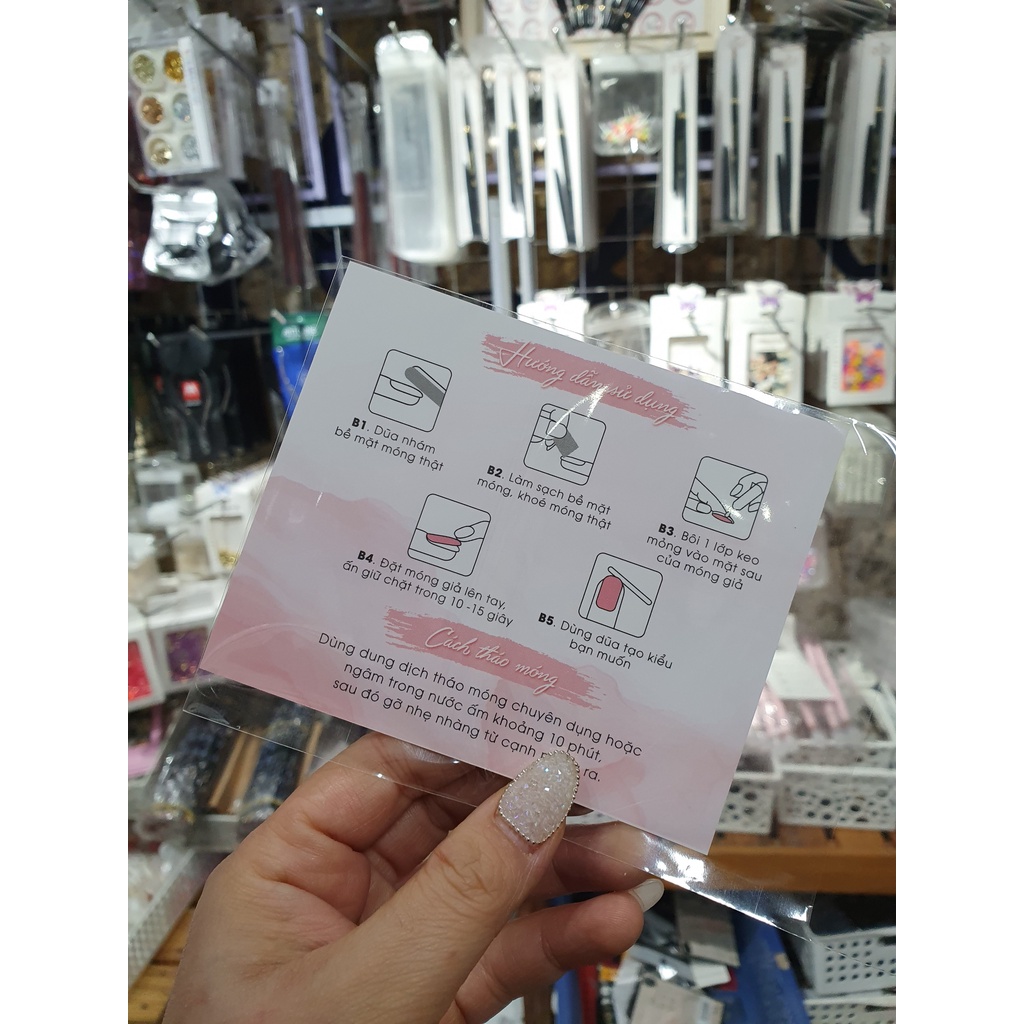 Hướng dẫn sử dụng
B1. Dũa nhám
bề mặt móng thật
B2. Làm sạch bề mặt
móng, khoé móng thật
B3. Bôi 1 lớp keo
mỏng vào mặt sau
của móng giả
B4. Đặt móng giả lên tay,
ấn giữ chặt trong 10-15 giây
B5. Dùng dũa tạo kiểu
bạn muốn
Cách tháo móng
Dùng dung dịch tháo móng chuyên dụng hoặc
ngâm trong nước ấm khoảng 10 phút,
sau đó gỡ nhẹ nhàng từ cạnh ra.